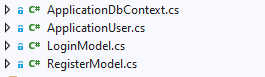 C# ApplicationDbContext.cs
C# ApplicationUser.cs
C# LoginModel.cs
C# RegisterModel.cs